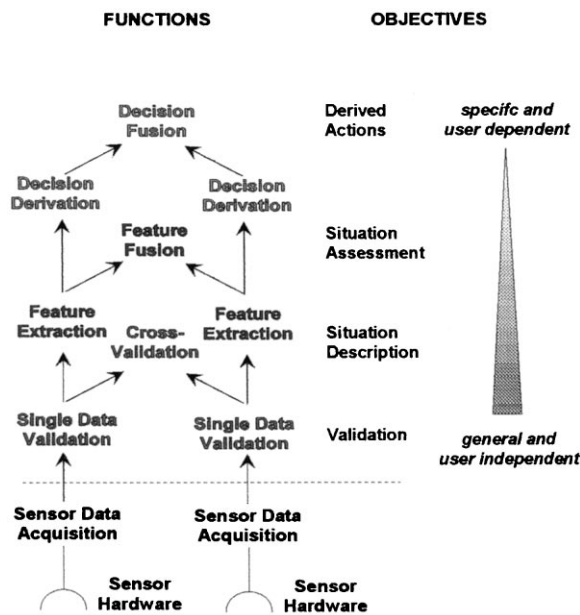 FUNCTIONS
OBJECTIVES
Decision
Fusion
Derived
Actions
specifc and
user dependent
Decision
Derivation
Decision
Derivation
Feature
Fusion
Situation
Assessment
Feature
Extraction
Cross-
Validation
Feature
Extraction
Situation
Description
Single Data
Validation
Single Data
Validation
Validation
general and
user independent
Sensor Data
Acquisition
Sensor Data
Acquisition
Sensor
Hardware
Sensor
Hardware